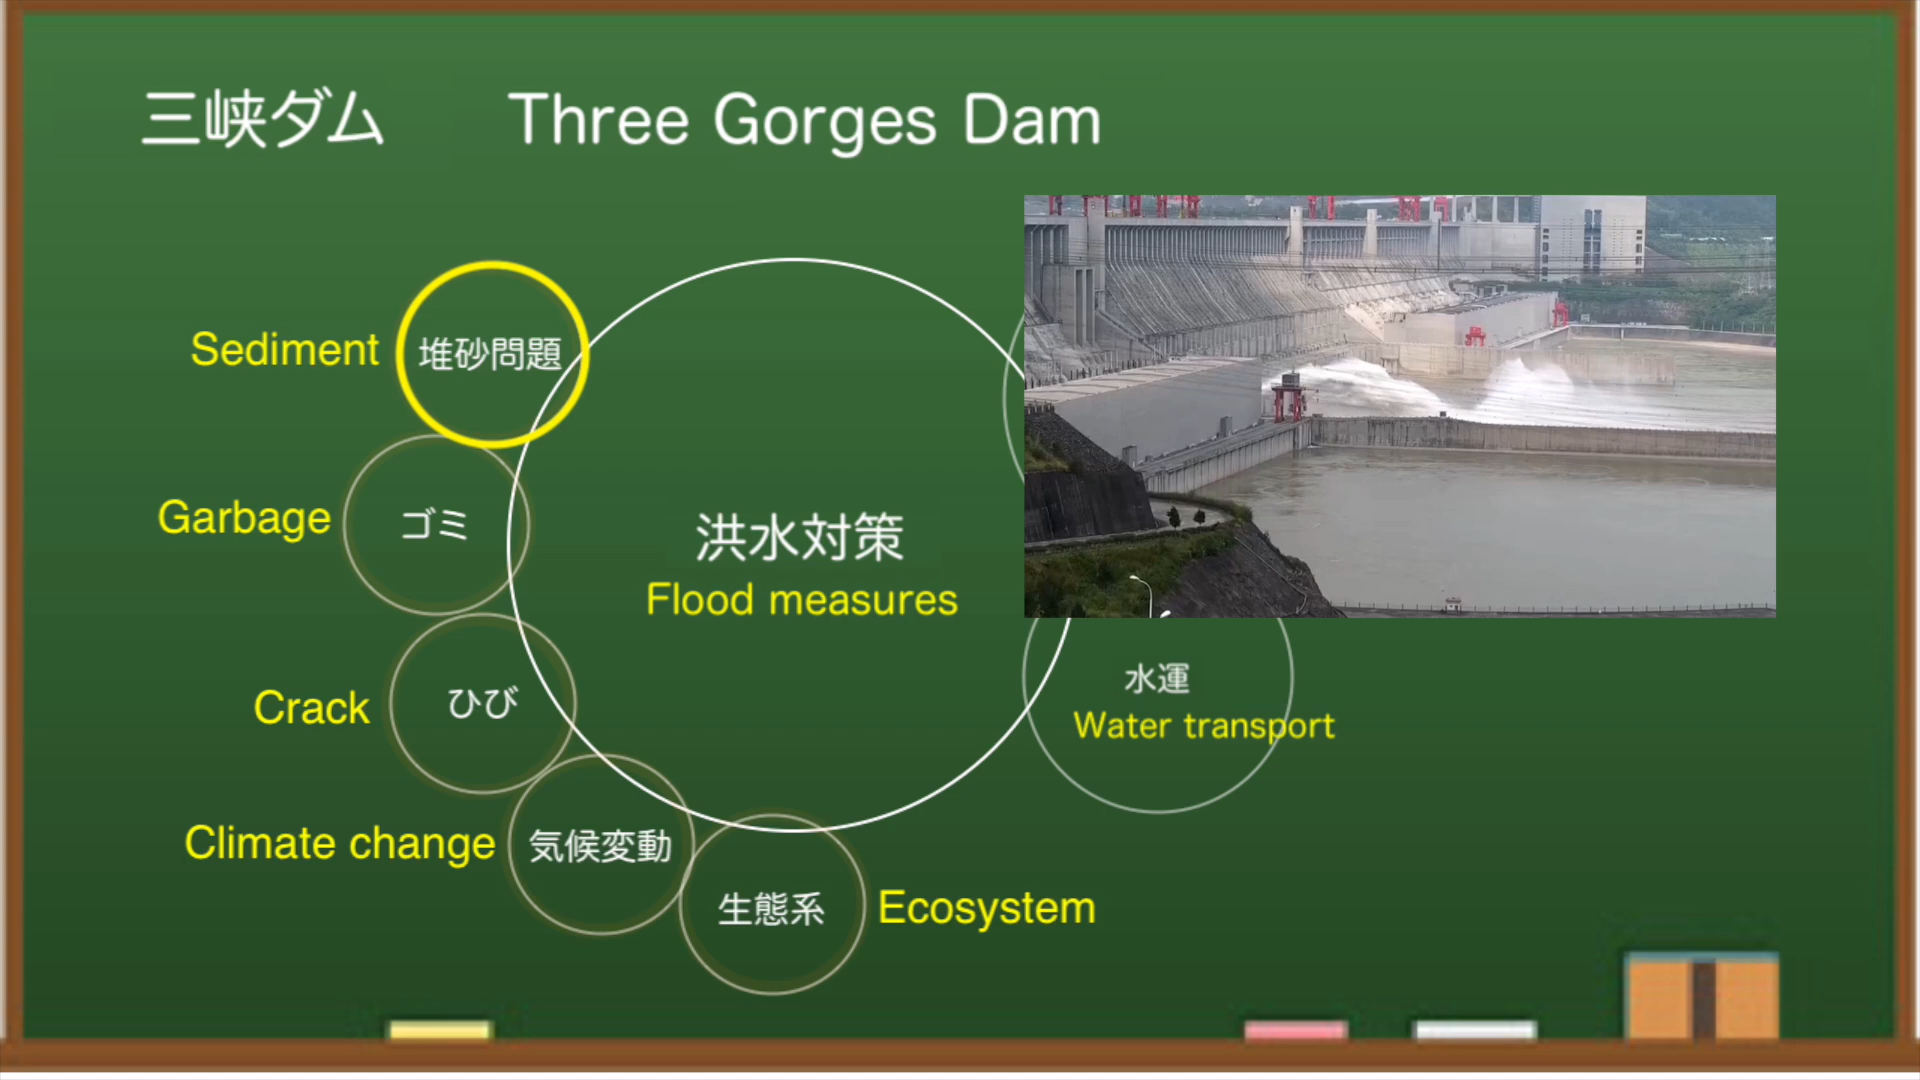 三峡ダム Three Gorges Dam
Sediment 堆砂問題
Garbage ゴミ
洪水対策
Flood measures
Crack ひび
水運
Water transport
Climate change 気候変動
生態系 Ecosystem